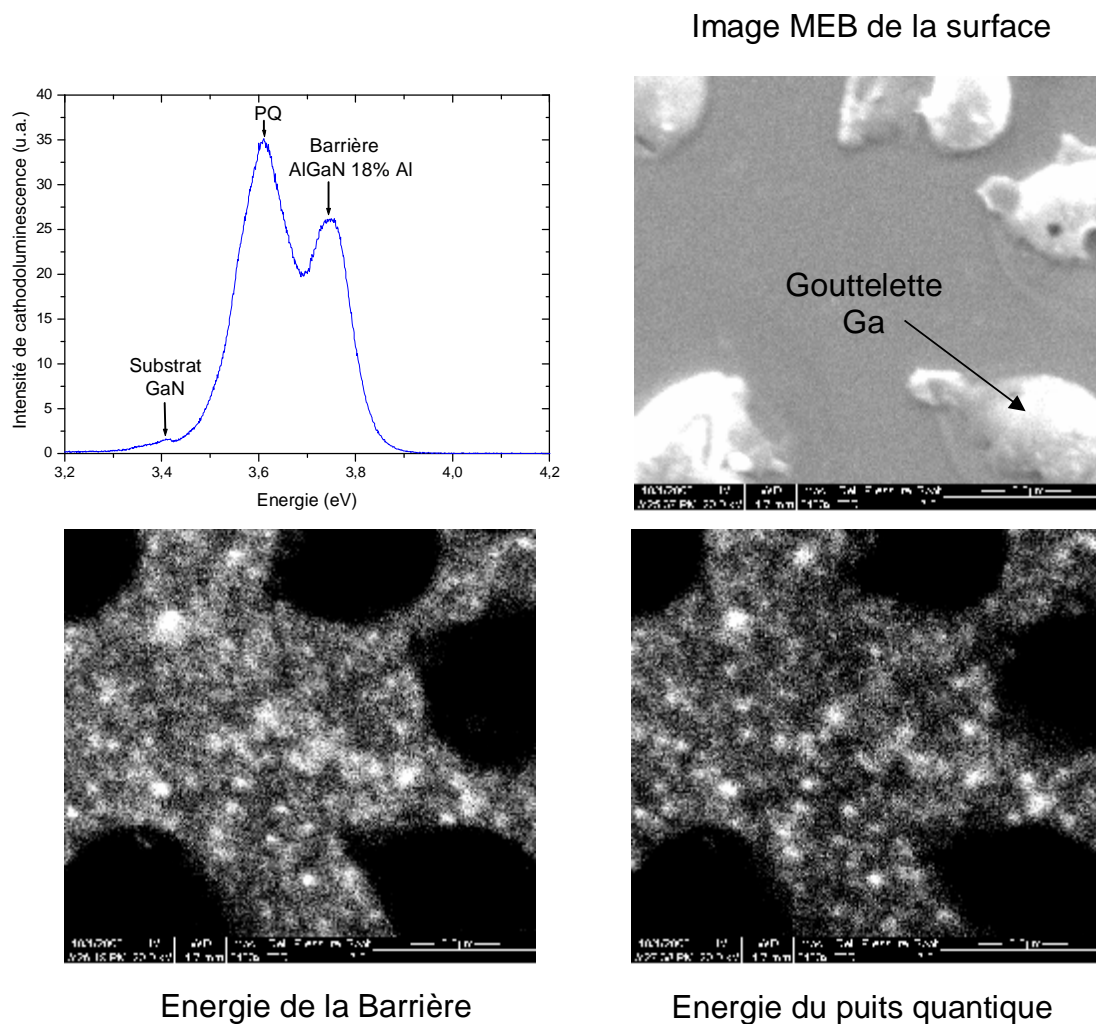 Image MEB de la surface
Intensité de cathodoluminescence (u.a.)
40
35
30
25
20
15
10
5
0
PQ
Barrière
AlGaN 18% Al
Substrat
GaN
3,2
3,4
3,6
3,8
4,0
4,2
Energie (eV)
Gouttelette
Ga
Energie de la Barrière
Energie du puits quantique